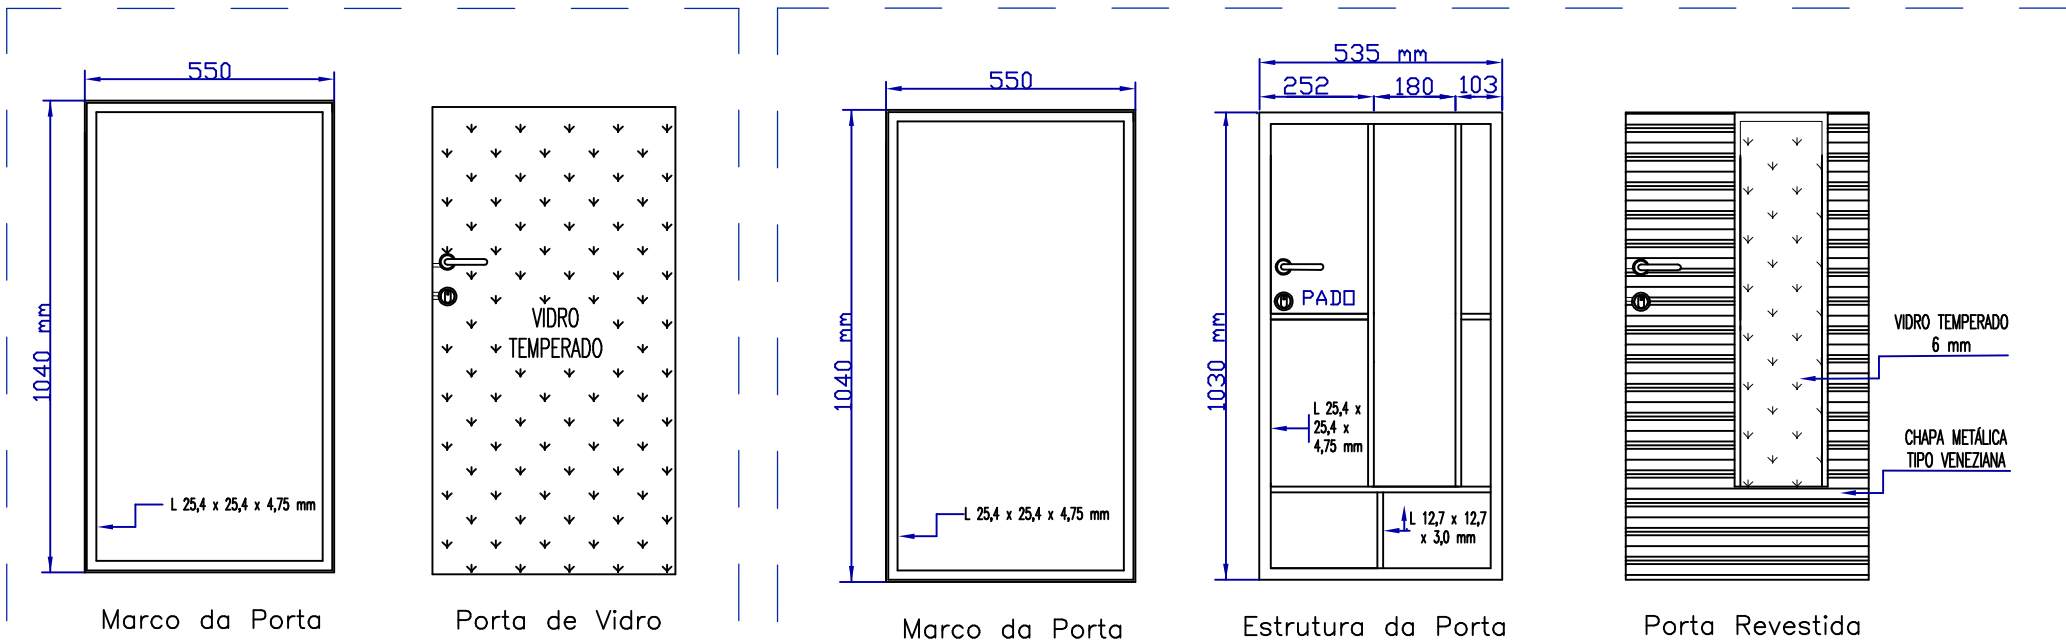 550
1040 mm
L 25,4 x 25,4 x 4,75 mm
Marco da Porta
VIDRO
TEMPERADO
Porta de Vidro
550
1040 mm
L 25,4 x 25,4 x 4,75 mm
Marco da Porta
535 mm
252 180 103
1030 mm
PADO
L 25,4 x
25,4 x
4,75 mm
L 12,7 x 12,7
x 3,0 mm
Estrutura da Porta
VIDRO TEMPERADO
6 mm
CHAPA METÁLICA
TIPO VENEZIANA
Porta Revestida